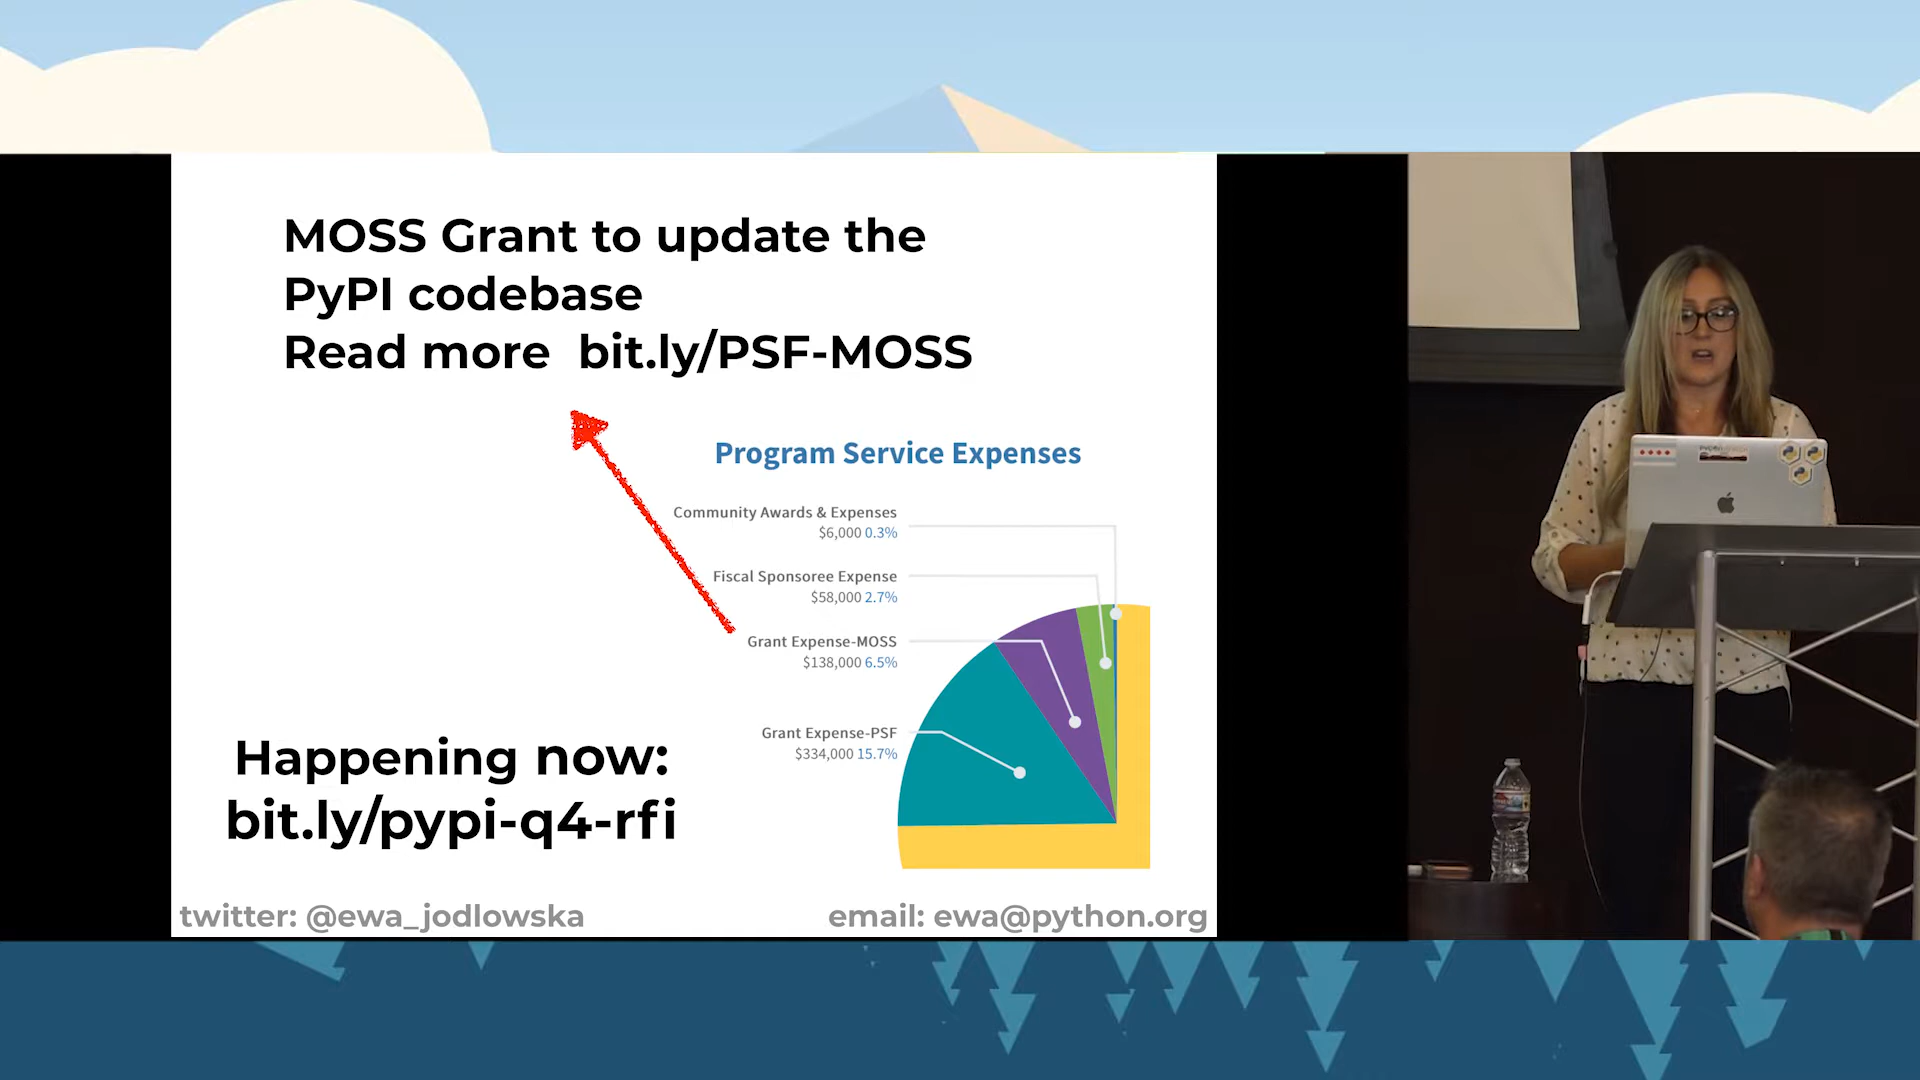 MOSS Grant to update the
PyPI codebase
Read more bit.ly/PSF-MOSS
Program Service Expenses
Community Awards & Expenses
$6,000 0.3%
Fiscal Sponsoree Expense
$58,000 2.7%
Grant Expense-MOSS
$138,000 6.5%
Grant Expense-PSF
$334,000 15.7%
Happening now:
bit.ly/pypi-q4-rfi
twitter: @ewa_jodlowska
email: ewa@python.org